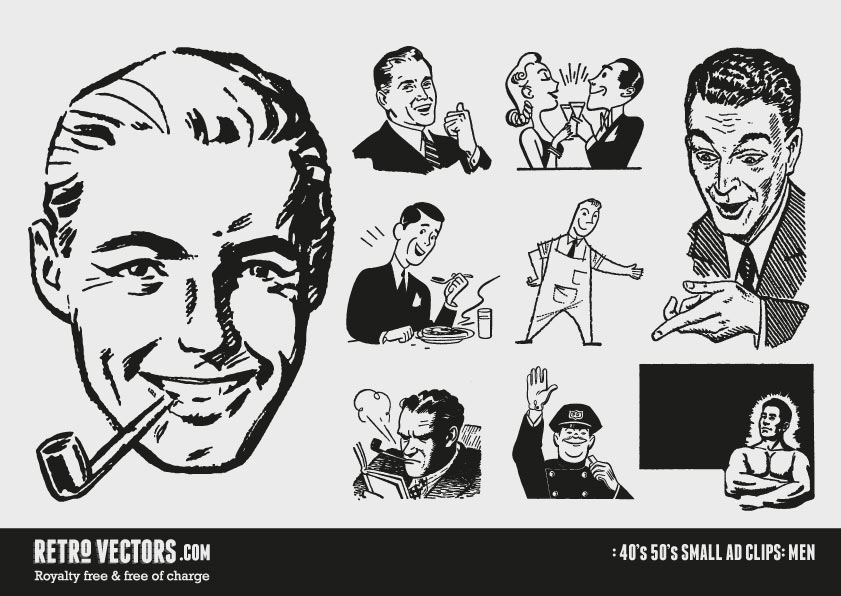 RETRO VECTORS.COM
Royalty free & free of charge
: 40's 50's SMALL AD CLIPS: MEN